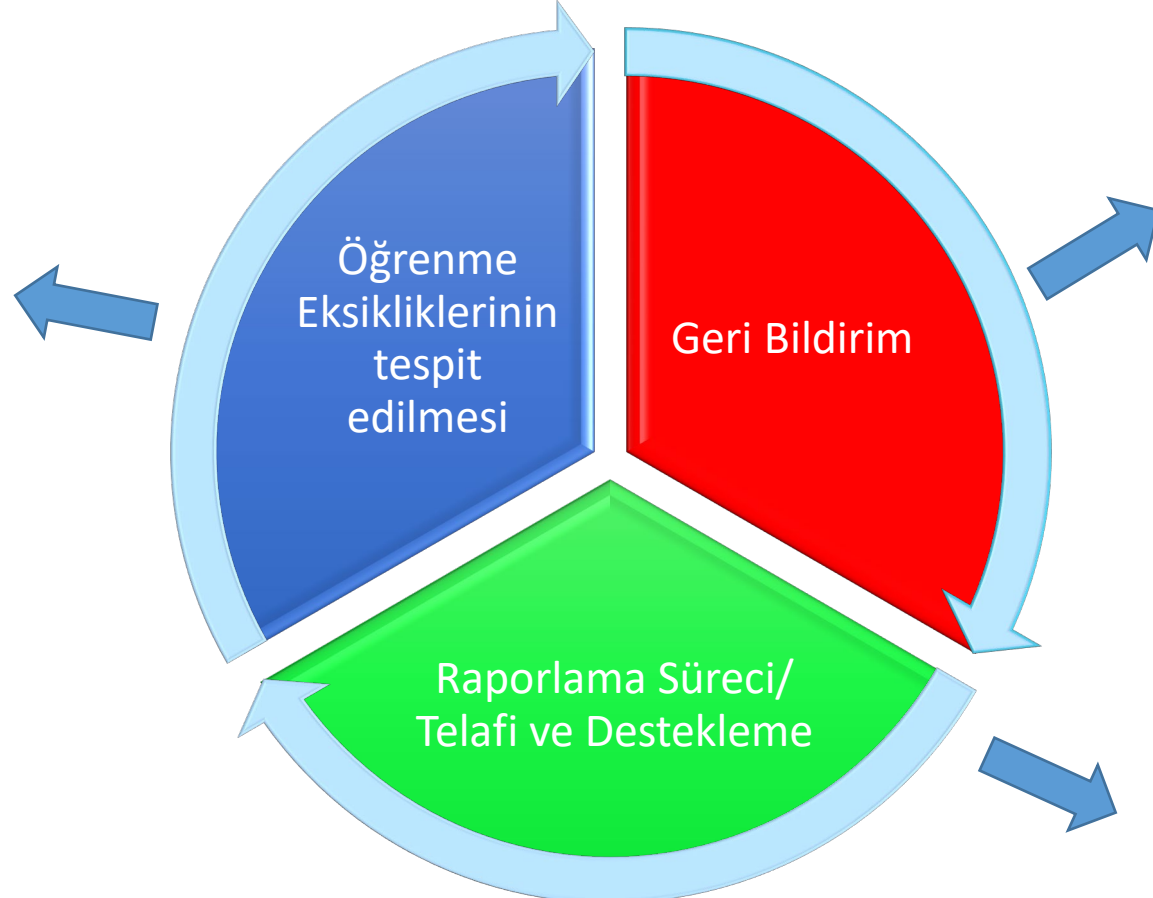 Öğrenme
Eksikliklerinin
tespit
edilmesi
Geri Bildirim
Raporlama Süreci/
Telafi ve Destekleme